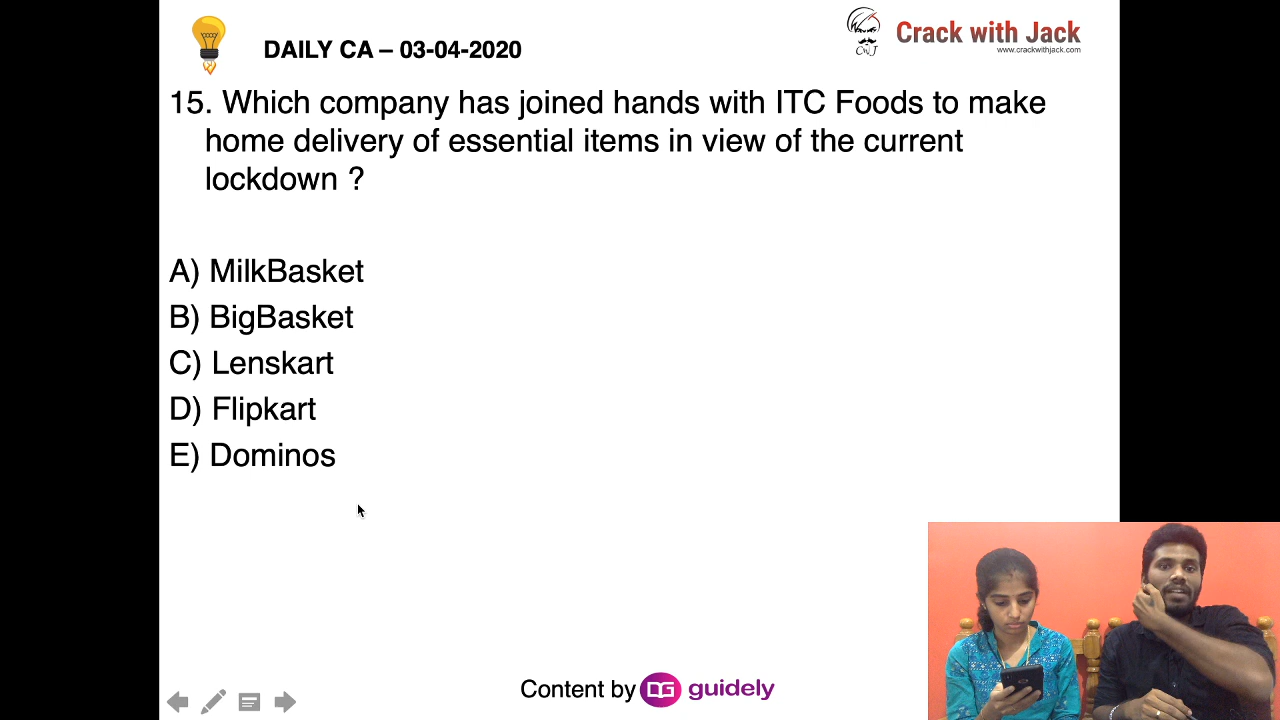 DAILY CA – 03-04-2020
CWJ
Crack with Jack
www.crackwithjack.com
15. Which company has joined hands with ITC Foods to make
home delivery of essential items in view of the current
lockdown ?
A) MilkBasket
B) BigBasket
C) Lenskart
D) Flipkart
E) Dominos
Content by guidely